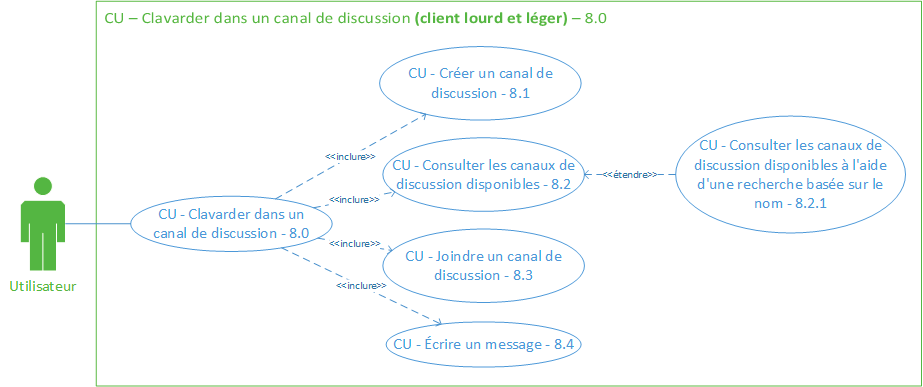 CU – Clavarder dans un canal de discussion (client lourd et léger) – 8.0
CU - Créer un canal de
discussion - 8.1
<<inclure>>
CU - Consulter les canaux de
discussion disponibles - 8.2
<<étendre>>
CU - Consulter les canaux de
discussion disponibles à l'aide
d'une recherche basée sur le
nom - 8.2.1
<<inclure>>
CU - Clavarder dans un
canal de discussion - 8.0
<<inclure>>
CU - Joindre un canal de
discussion - 8.3
<<inclure>>
Utilisateur
CU - Écrire un message - 8.4